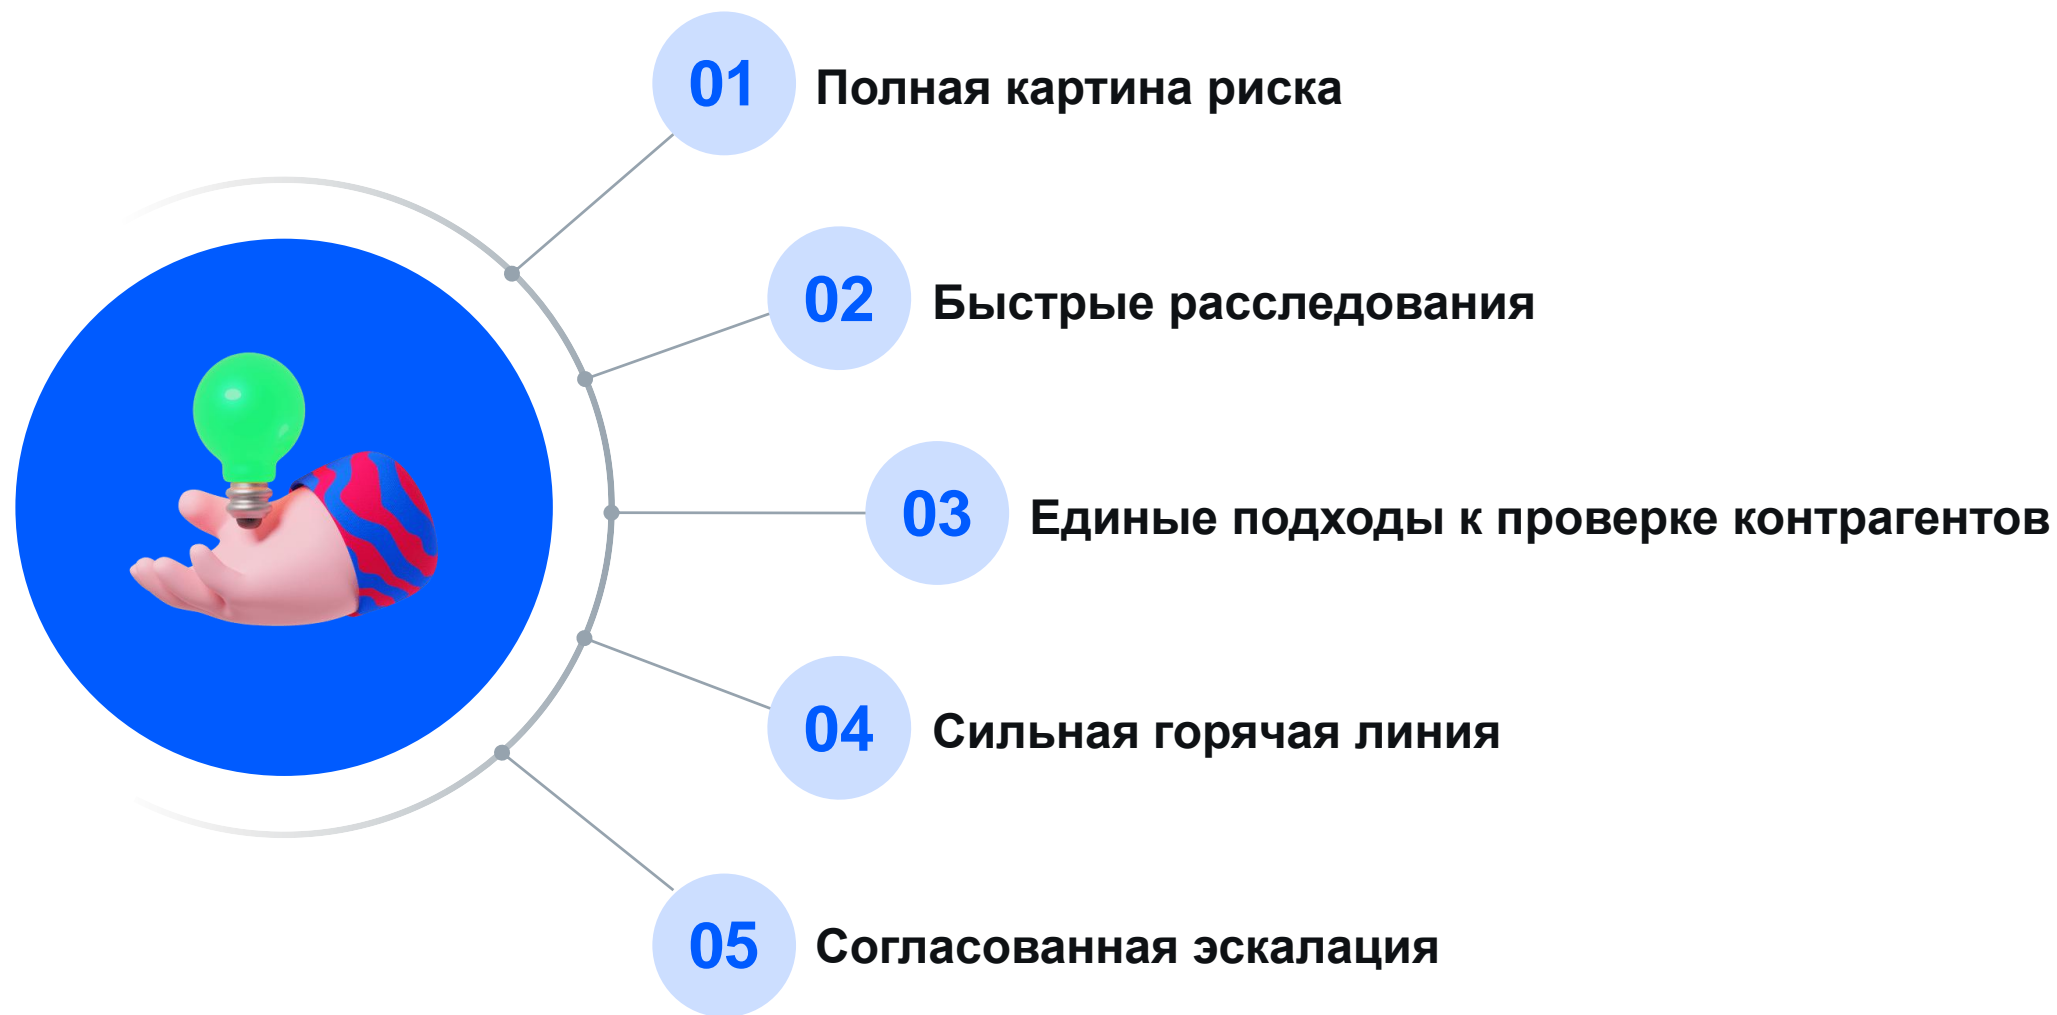 01 Полная картина риска
02 Быстрые расследования
03 Единые подходы к проверке контрагентов
04 Сильная горячая линия
05 Согласованная эскалация